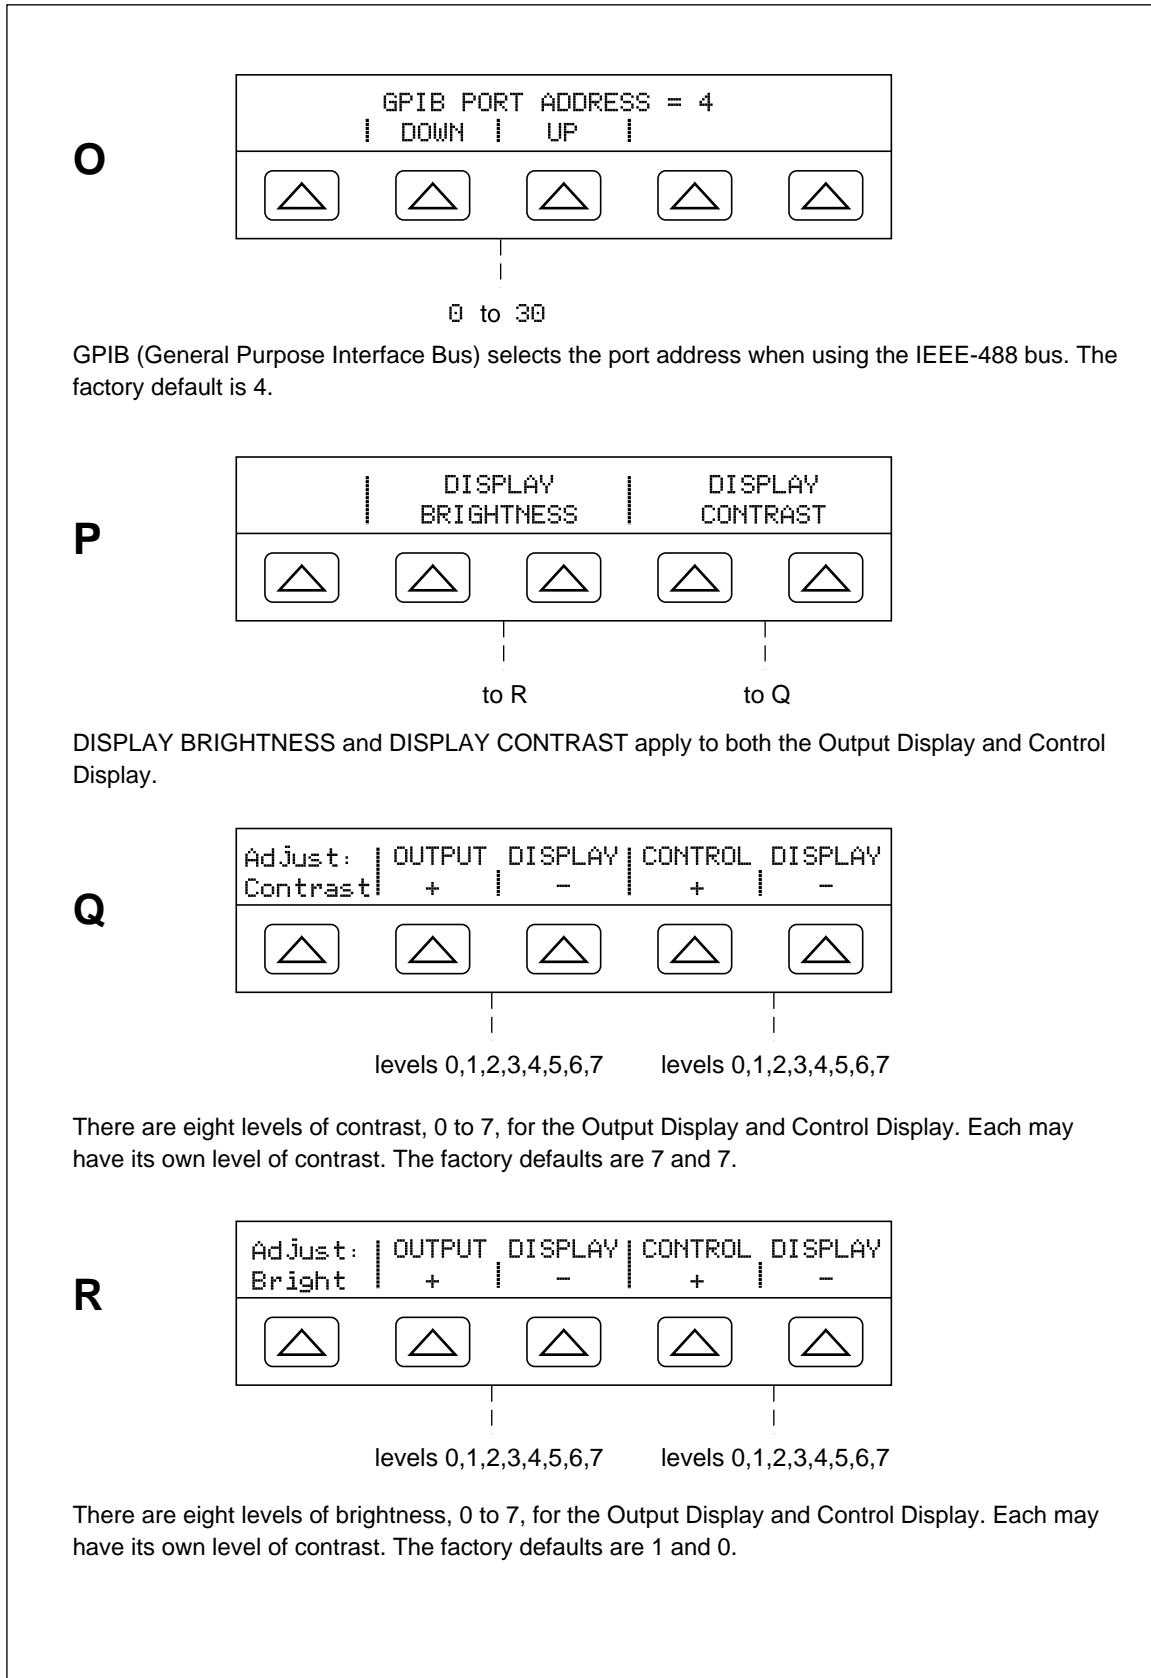 O
GPIB PORT ADDRESS = 4
DOWN UP
0 to 30
GPIB (General Purpose Interface Bus) selects the port address when using the IEEE-488 bus. The
factory default is 4.
P
DISPLAY DISPLAY
BRIGHTNESS CONTRAST
to R to Q
DISPLAY BRIGHTNESS and DISPLAY CONTRAST apply to both the Output Display and Control
Display.
Q
Adjust: OUTPUT DISPLAY CONTROL DISPLAY
Contrast + - + -
levels 0,1,2,3,4,5,6,7 levels 0,1,2,3,4,5,6,7
There are eight levels of contrast, 0 to 7, for the Output Display and Control Display. Each may
have its own level of contrast. The factory defaults are 7 and 7.
R
Adjust: OUTPUT DISPLAY CONTROL DISPLAY
Bright + - + -
levels 0,1,2,3,4,5,6,7 levels 0,1,2,3,4,5,6,7
There are eight levels of brightness, 0 to 7, for the Output Display and Control Display. Each may
have its own level of contrast. The factory defaults are 1 and 0.